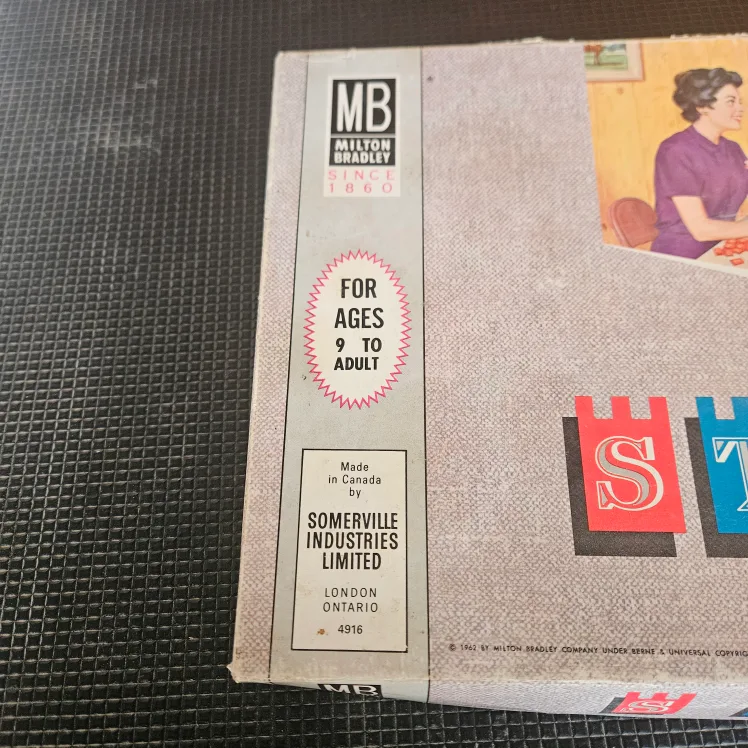 MB
MILTON
BRADLEY
SINCE
1860
FOR
AGES
9 TO
ADULT
Made
in Canada
by
SOMERVILLE
INDUSTRIES
LIMITED
LONDON
ONTARIO
4916
ST
© 1962 BY MILTON BRADLEY COMPANY UNDER BERNE & UNIVERSAL COPYRIG
MB
S